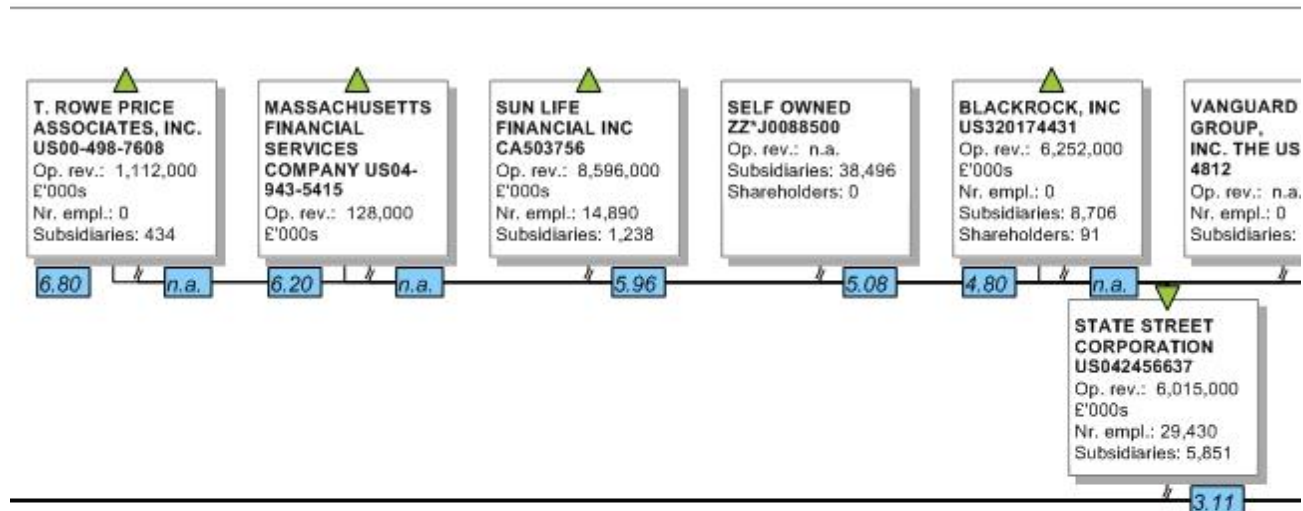 T. ROWE PRICE
ASSOCIATES, INC.
US00-498-7608
Op. rev.: 1,112,000
£'000s
Nr. empl.: 0
Subsidiaries: 434
MASSACHUSETTS
FINANCIAL
SERVICES
COMPANY US04-
943-5415
Op. rev.: 128,000
£'000s
SUN LIFE
FINANCIAL INC
CA503756
Op. rev.: 8,596,000
£'000s
Nr. empl.: 14,890
Subsidiaries: 1,238
SELF OWNED
ZZ*J0088500
Op. rev.: n.a.
Subsidiaries: 38,496
Shareholders: 0
BLACKROCK, INC
US320174431
Op. rev.: 6,252,000
£'000s
Nr. empl.: 0
Subsidiaries: 8,706
Shareholders: 91
VANGUARD
GROUP,
INC. THE US
4812
Op. rev.: n.a.
Nr. empl.: 0
Subsidiaries:
6.80
n.a.
6.20
n.a.
5.96
5.08
4.80
n.a.
STATE STREET
CORPORATION
US042456637
Op. rev.: 6,015,000
£'000s
Nr. empl.: 29,430
Subsidiaries: 5,851
3.11